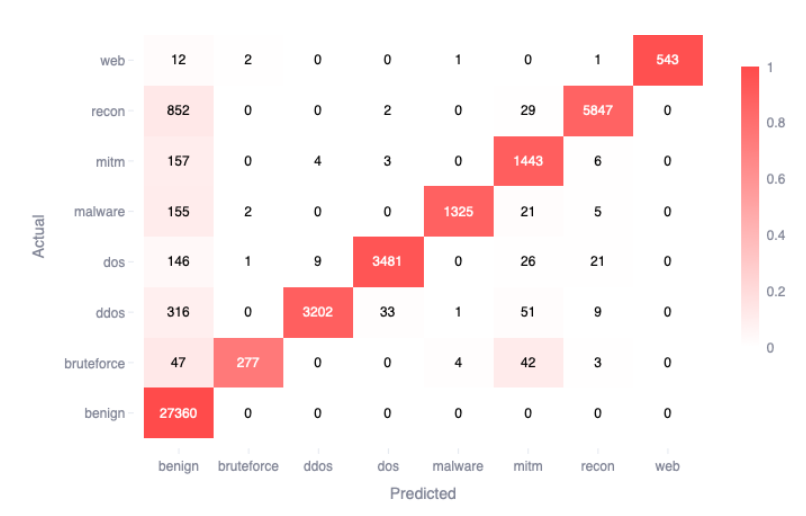 web 12 2 0 0 1 0 1 543
recon 852 0 0 2 0 29 5847 0
mitm 157 0 4 3 0 1443 6 0
malware 155 2 0 0 1325 21 5 0
dos 146 1 9 3481 0 26 21 0
ddos 316 0 3202 33 1 51 9 0
bruteforce 47 277 0 0 4 42 3 0
benign 27360 0 0 0 0 0 0 0
benign bruteforce ddos dos malware mitm recon web
Predicted
Actual
1
0.8
0.6
0.4
0.2
0